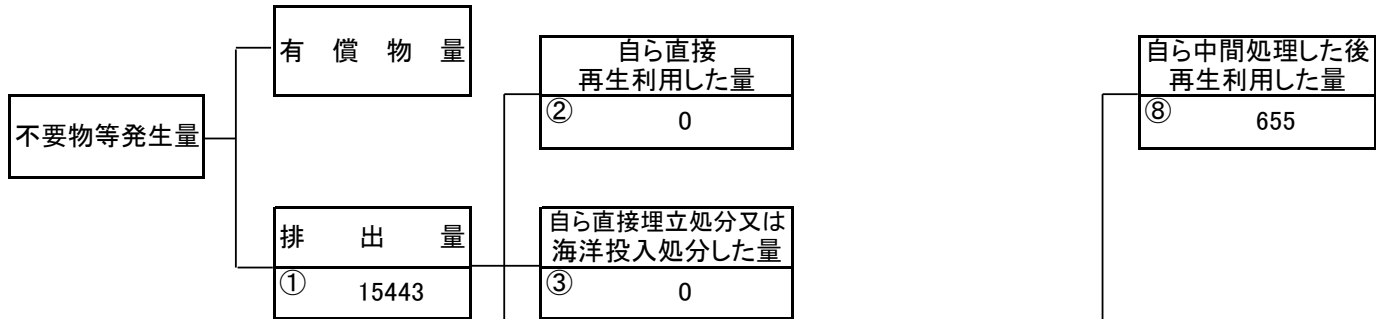 有償物量
自ら直接
再生利用した量
② 0
自ら中間処理した後
再生利用した量
⑧ 655
不要物等発生量
排出量
① 15443
自ら直接埋立処分又は
海洋投入処分した量
③ 0